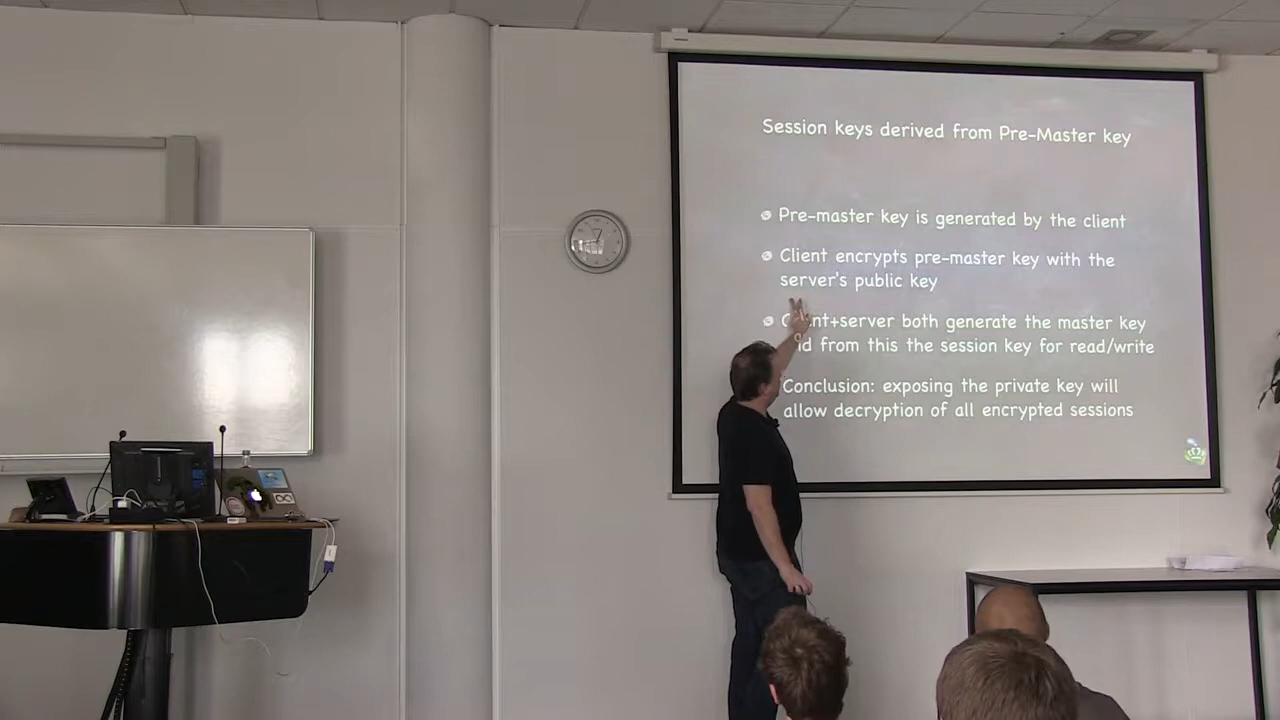 Session keys derived from Pre-Master key
Pre-master key is generated by the client
Client encrypts pre-master key with the
server's public key
nt+server both generate the master key
from this the session key for read/write
Conclusion: exposing the private key will
allow decryption of all encrypted sessions